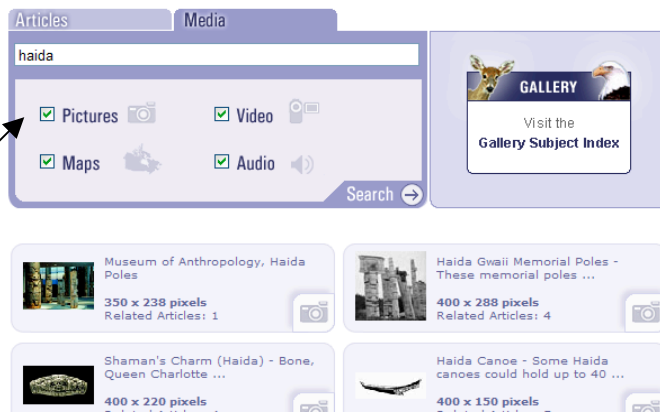 Articles
Media
haida
Pictures
Video
Maps
Audio
Search
GALLERY
Visit the
Gallery Subject Index
Museum of Anthropology, Haida
Poles
350 x 238 pixels
Related Articles: 1
Haida Gwaii Memorial Poles -
These memorial poles ...
400 x 288 pixels
Related Articles: 4
Shaman's Charm (Haida) - Bone,
Queen Charlotte ...
400 x 220 pixels
Haida Canoe - Some Haida
canoes could hold up to 40 ...
400 x 150 pixels